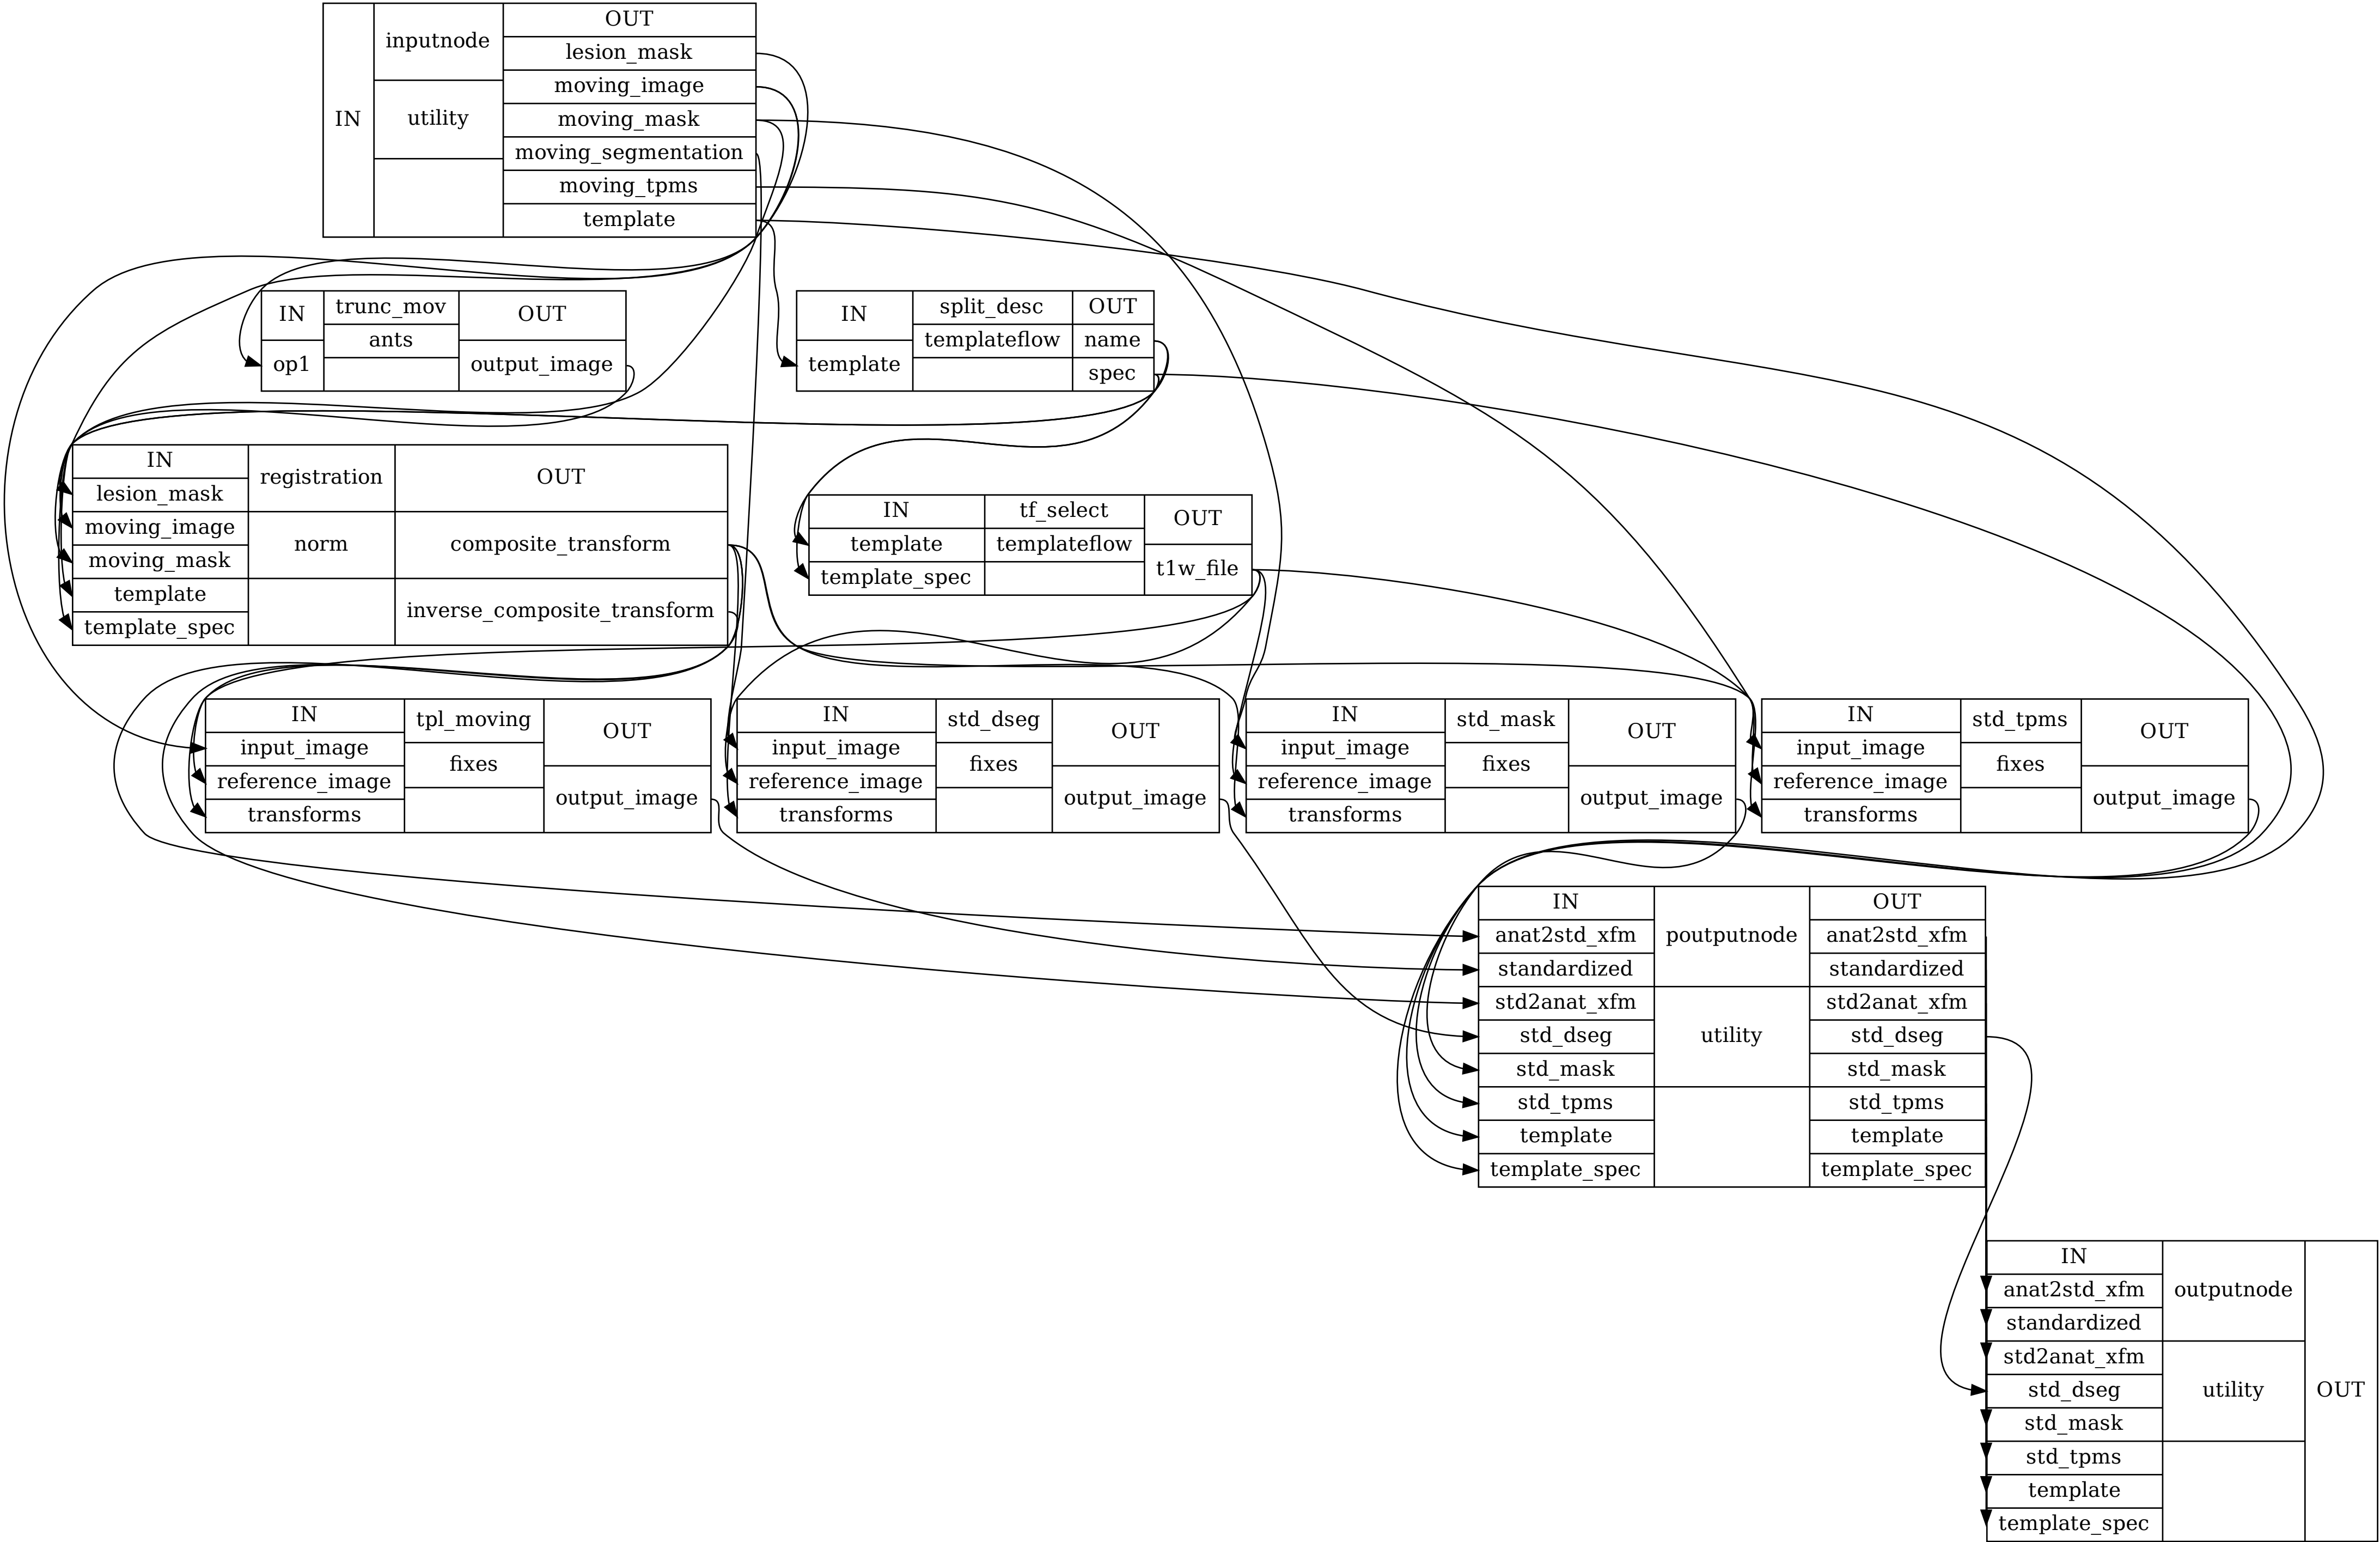 IN
inputnode
utility
OUT
lesion_mask
moving_image
moving_mask
moving_segmentation
moving_tpms
template
IN
op1
trunc_mov
ants
OUT
output_image
IN
template
split_desc
templateflow
OUT
name
spec
IN
lesion_mask
moving_image
moving_mask
template
template_spec
registration
norm
OUT
composite_transform
inverse_composite_transform
IN
template
template_spec
tf_select
templateflow
OUT
t1w_file
IN
input_image
reference_image
transforms
tpl_moving
fixes
OUT
output_image
IN
input_image
reference_image
transforms
std_dseg
fixes
OUT
output_image
IN
input_image
reference_image
transforms
std_mask
fixes
OUT
output_image
IN
input_image
reference_image
transforms
std_tpms
fixes
OUT
output_image
IN
anat2std_xfm
standardized
std2anat_xfm
std_dseg
std_mask
std_tpms
template
template_spec
poutputnode
utility
OUT
anat2std_xfm
standardized
std2anat_xfm
std_dseg
std_mask
std_tpms
template
template_spec
IN
anat2std_xfm
standardized
std2anat_xfm
std_dseg
std_mask
std_tpms
template
template_spec
outputnode
utility
OUT